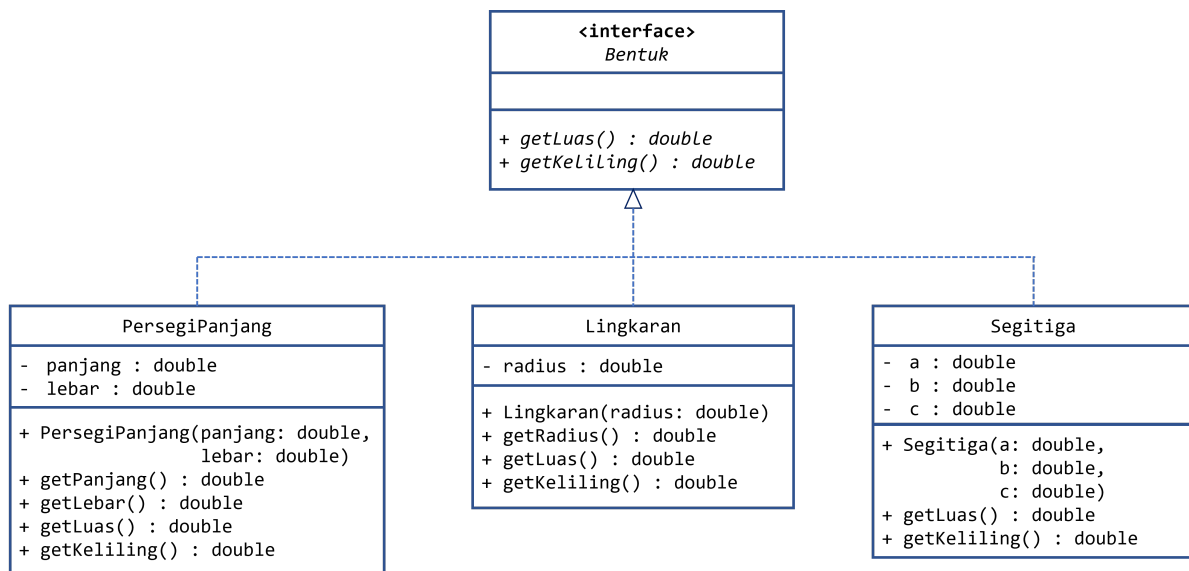 <interface>
Bentuk
+ getLuas() : double
+ getKeliling() : double
PersegiPanjang
- panjang : double
- lebar : double
+ PersegiPanjang(panjang: double,
lebar: double)
+ getPanjang() : double
+ getLebar() : double
+ getLuas() : double
+ getKeliling() : double
Lingkaran
- radius : double
+ Lingkaran(radius: double)
+ getRadius() : double
+ getLuas() : double
+ getKeliling() : double
Segitiga
- a : double
- b : double
- c : double
+ Segitiga(a: double,
b: double,
c: double)
+ getLuas() : double
+ getKeliling() : double